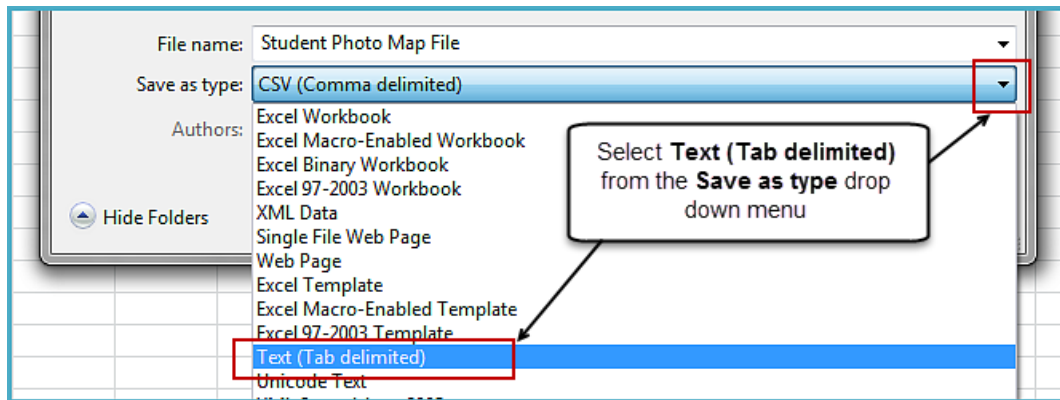 File name: Student Photo Map File
Save as type: CSV (Comma delimited)
Authors:
Excel Workbook
Excel Macro-Enabled Workbook
Excel Binary Workbook
Excel 97-2003 Workbook
XML Data
Single File Web Page
Web Page
Excel Template
Excel Macro-Enabled Template
Excel 97-2003 Template
Text (Tab delimited)
Unicode Text
Hide Folders
Select Text (Tab delimited)
from the Save as type drop
down menu